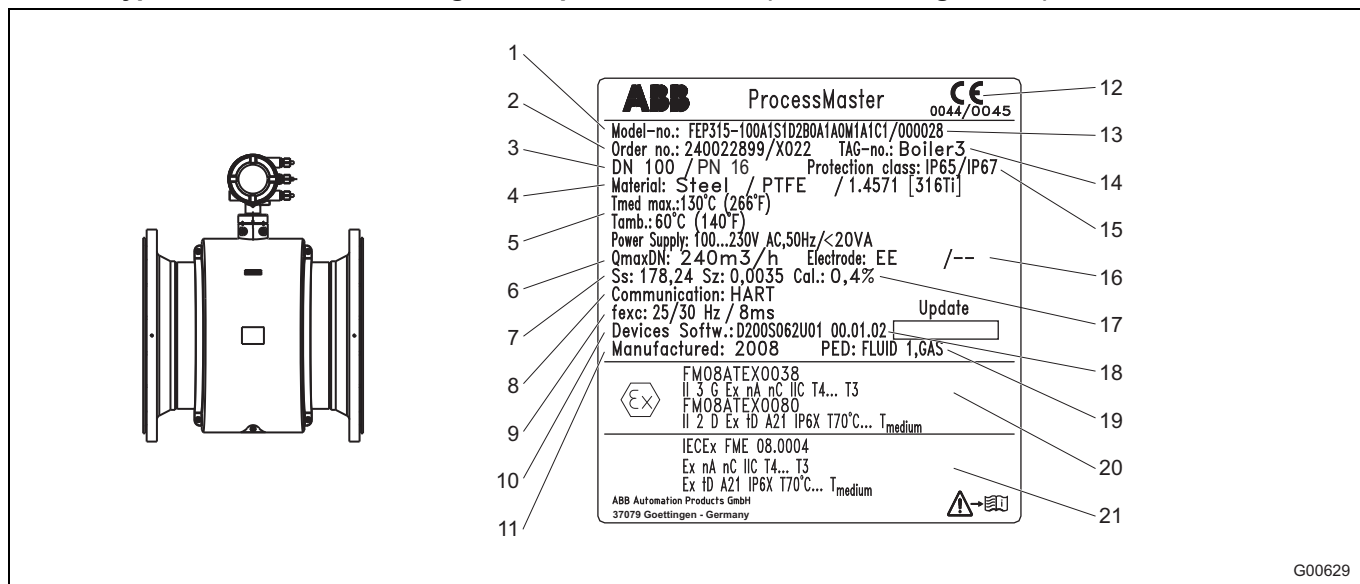 1
2
3
4
5
6
7
8
9
10
11
ABB ProcessMaster CE
0044/0045
Model-no.: FEP315-100A1S1D2B0A1A0M1A1C1/000028
Order no.: 240022899/X022 TAG-no.: Boiler3
DN 100 / PN 16 Protection class: IP65/IP67
Material: Steel / PTFE / 1.4571 [316Ti]
Tmed max.:130°C (266°F)
Tamb.: 60°C (140°F)
Power Supply: 100...230V AC,50Hz/<20VA
QmaxDN: 240m3/h Electrode: EE /--
Ss: 178,24 Sz: 0,0035 Cal.: 0,4%
Communication: HART
fexc: 25/30 Hz / 8ms Update
Devices Softw.: D200S062U01 00.01.02
Manufactured: 2008 PED: FLUID 1,GAS
Ex
FM08ATEX0038
II 3 G Ex nA nC IIC T4... T3
FM08ATEX0080
II 2 D Ex tD A21 IP6X T70°C... Tmedium
IECEx FME 08.0004
Ex nA nC IIC T4... T3
Ex tD A21 IP6X T70°C... Tmedium
ABB Automation Products GmbH
37079 Goettingen - Germany
12
13
14
15
16
17
18
19
20
21
G00629